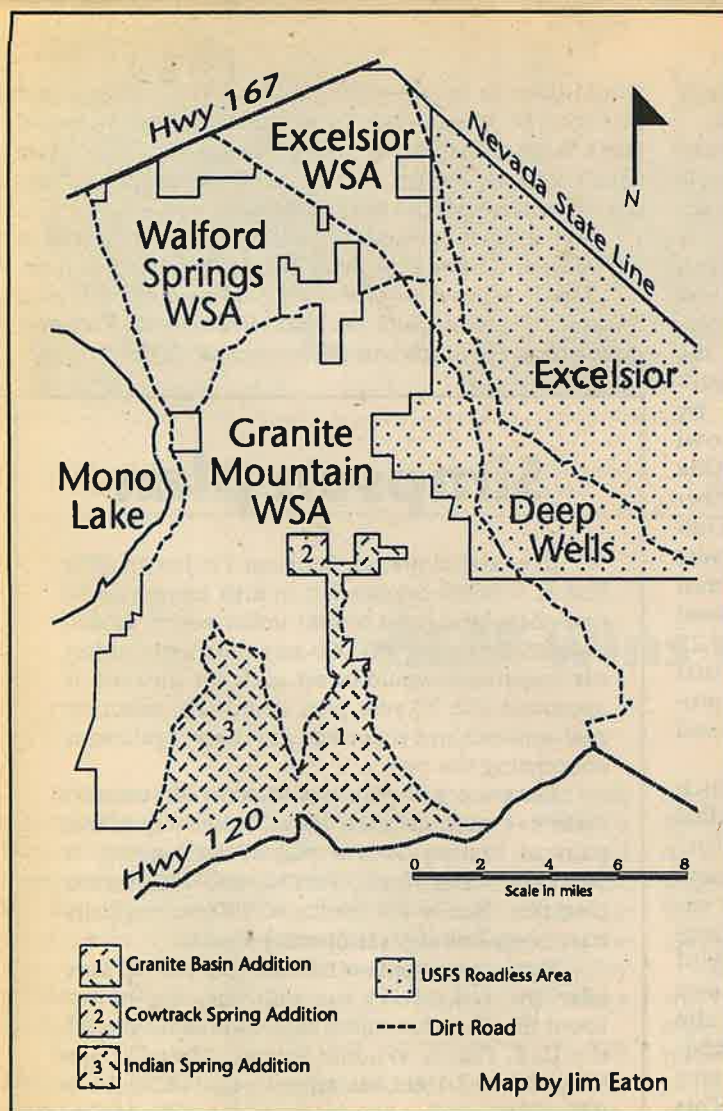 Hwy 167
Excelsior
WSA
Nevada State Line
N
Walford
Springs
WSA
Excelsior
Granite
Mountain
WSA
Mono
Lake
Deep
Wells
2
3
1
Hwy 120
0 2 4 6 8
Scale in miles
1 Granite Basin Addition
2 Cowtrack Spring Addition
3 Indian Spring Addition
USFS Roadless Area
Dirt Road
Map by Jim Eaton